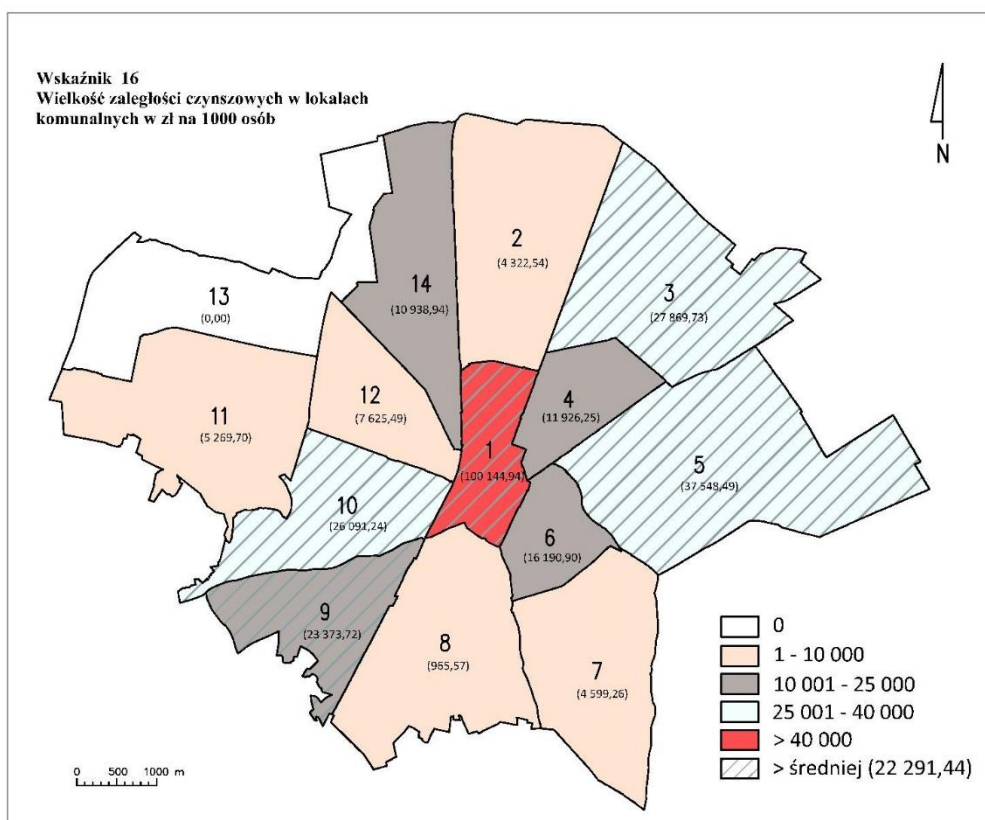 Wskaźnik 16
Wielkość zaległości czynszowych w lokalach
komunalnych w zł na 1000 osób
N
2
(4 322,54)
3
(27 869,73)
14
(10 938,94)
13
(0,00)
12
(7 625,49)
4
(11 926,25)
11
(5 269,70)
1
(100 144,94)
5
(37 548,49)
10
(26 091,24)
6
(16 190,90)
9
(23 373,72)
8
(965,57)
7
(4 599,26)
0
1 - 10 000
10 001 - 25 000
25 001 - 40 000
> 40 000
> średniej (22 291,44)
0 500 1000 m